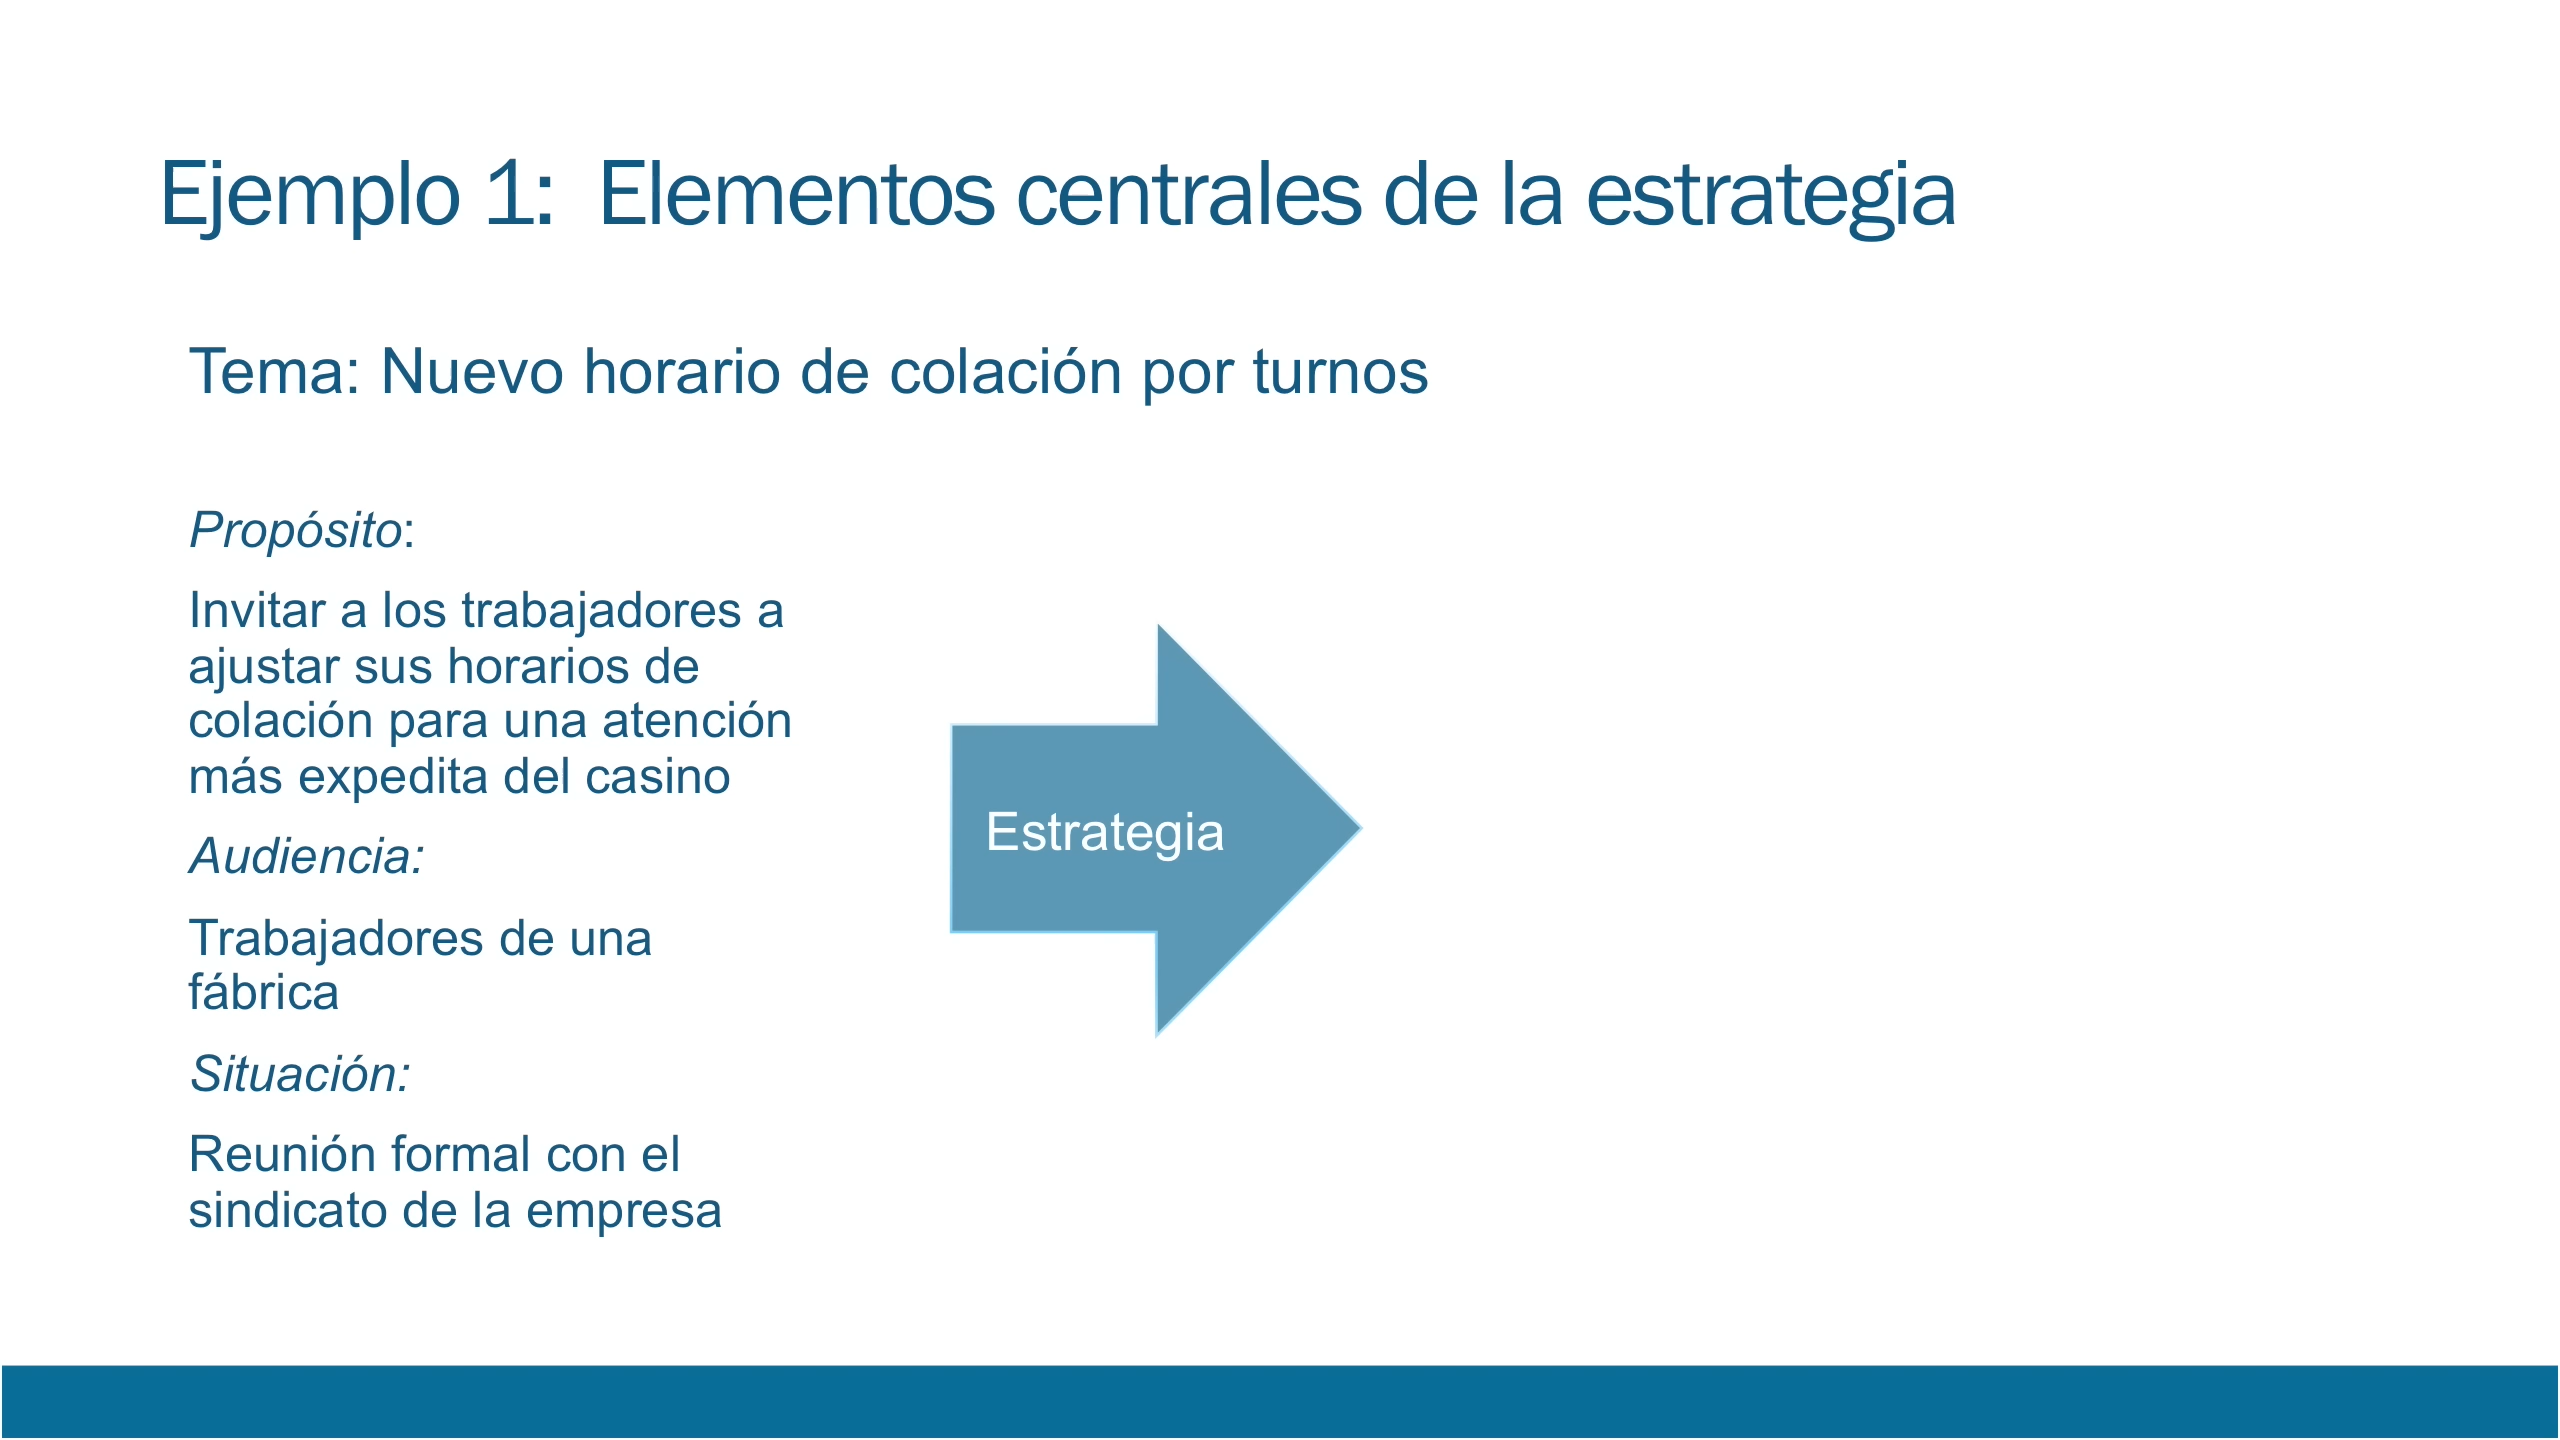 Ejemplo 1:  Elementos centrales de la estrategia
Tema: Nuevo horario de colación por turnos
Propósito:
Invitar a los trabajadores a
ajustar sus horarios de
colación para una atención
más expedita del casino
Audiencia:
Trabajadores de una
fábrica
Situación:
Reunión formal con el
sindicato de la empresa
Estrategia